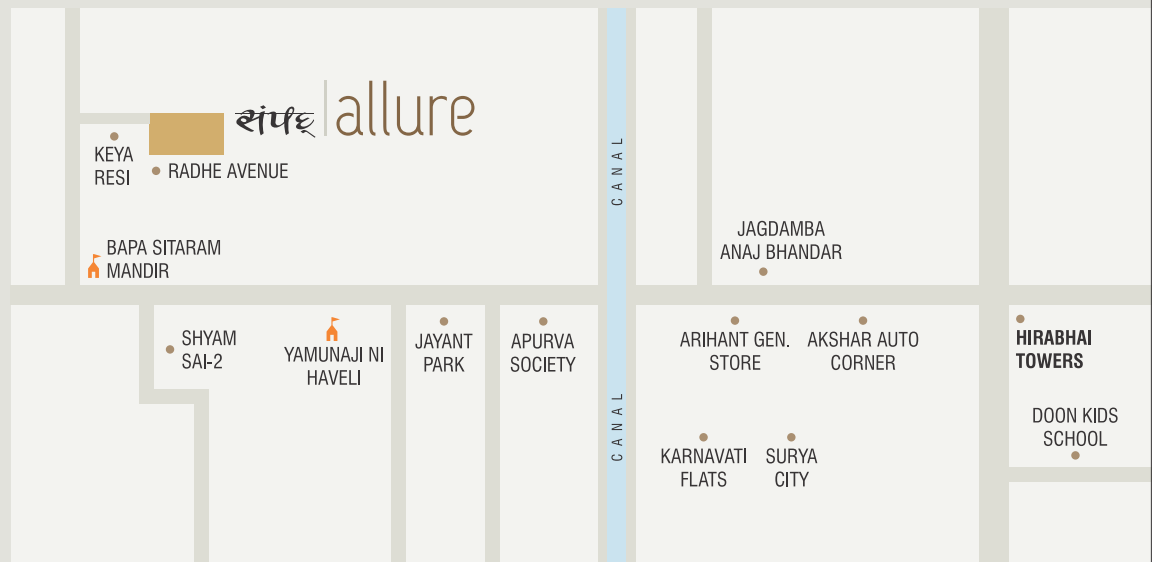 संपद allure
KEYA
RESI
RADHE AVENUE
BAPA SITARAM
MANDIR
CANAL
JAGDAMBA
ANAJ BHANDAR
SHYAM
SAI-2
YAMUNAJI NI
HAVELI
JAYANT
PARK
APURVA
SOCIETY
CANAL
ARIHANT GEN.
STORE
AKSHAR AUTO
CORNER
HIRABHAI
TOWERS
KARNAVATI
FLATS
SURYA
CITY
DOON KIDS
SCHOOL